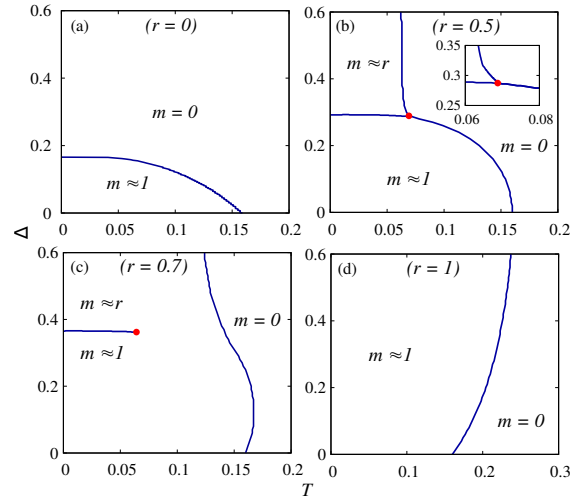 (a) (r = 0)
0.6
0.4
m = 0
0.2
m ≈1
0
0 0.05 0.1 0.15 0.2
(b) (r = 0.5)
0.6
0.35
0.3
0.25
0.06 0.08
m≈r
0.4
m = 0
0.2
m ≈1
0
0 0.05 0.1 0.15 0.2
Δ
(c) (r = 0.7)
0.6
m≈r
m = 0
0.4
m ≈1
0.2
0
0 0.05 0.10 0.15 0.2
(d) (r = 1)
0.6
0.4
m ≈1
0.2
m = 0
0
0 0.1 0.2 0.3
T